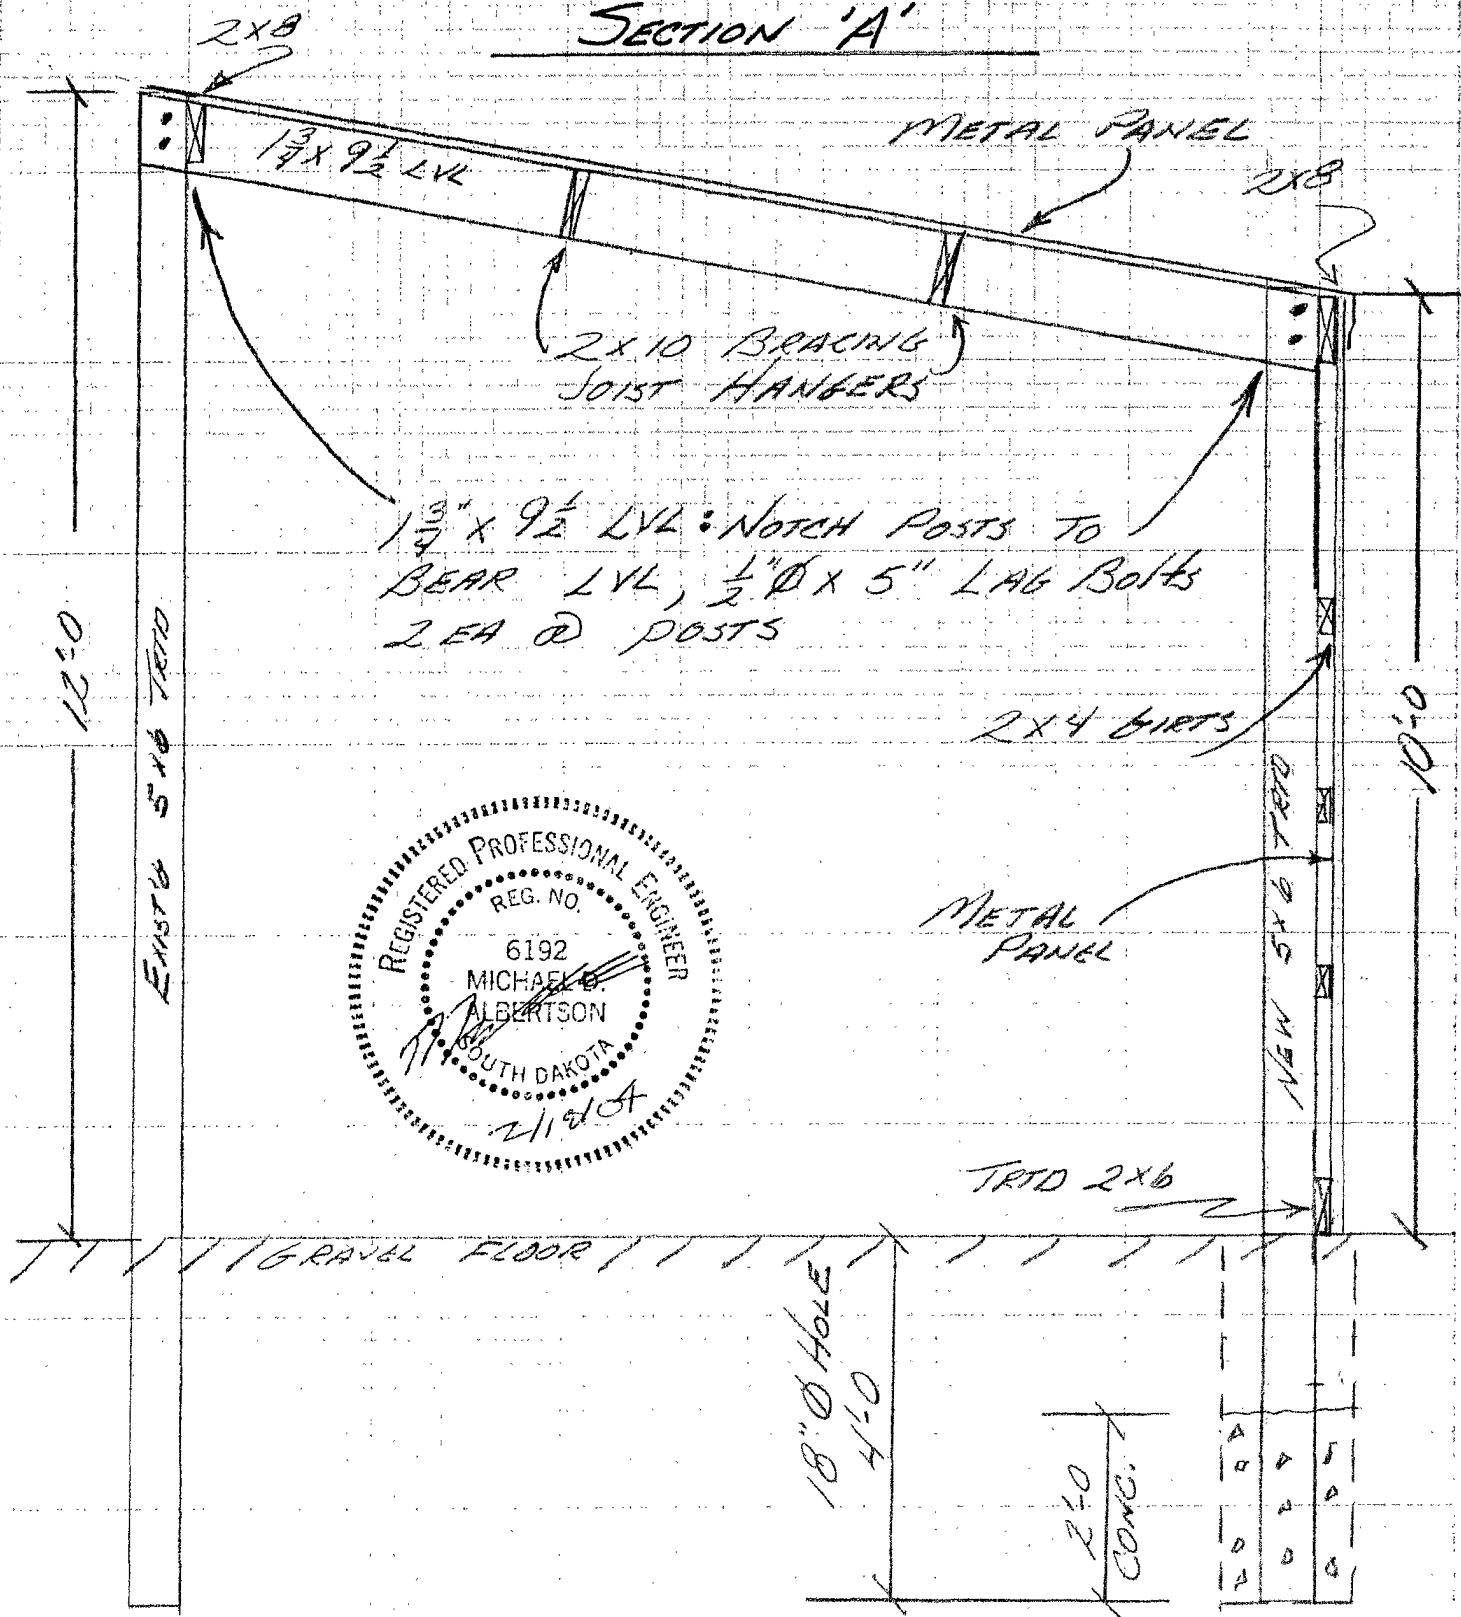 SECTION 'A'
2x8
1 3/4 x 9 1/2 LVL
METAL PANEL
2x8
2x10 BRACING
JOIST HANGERS
1 3/4" x 9 1/2 LVL: NOTCH POSTS TO
BEAR LVL, 1/2"Ø x 5" LAG Bolts
2 EA @ POSTS
12'-0
EXIST'G 5x6 TRTD
2x4 GIRTS
10'-0
METAL
PANEL
NEW 5x6 TRTD
REGISTERED PROFESSIONAL ENGINEER
REG. NO.
6192
MICHAEL D.
ALBERTSON
SOUTH DAKOTA
2/18/04
TRTD 2x6
GRAVEL FLOOR
18" Ø HOLE
4'-0
2'-0
CONC.